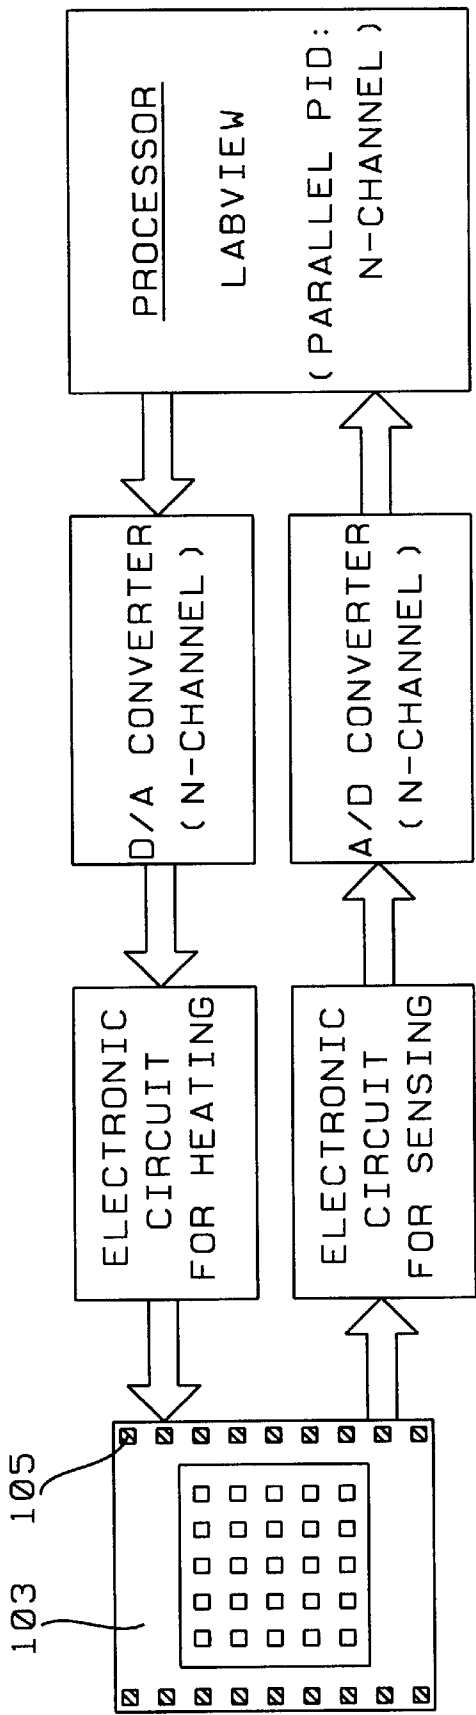 103
105
ELECTRONIC
CIRCUIT
FOR HEATING
D/A CONVERTER
(N-CHANNEL)
PROCESSOR
LABVIEW
(PARALLEL PID:
N-CHANNEL)
ELECTRONIC
CIRCUIT
FOR SENSING
A/D CONVERTER
(N-CHANNEL)